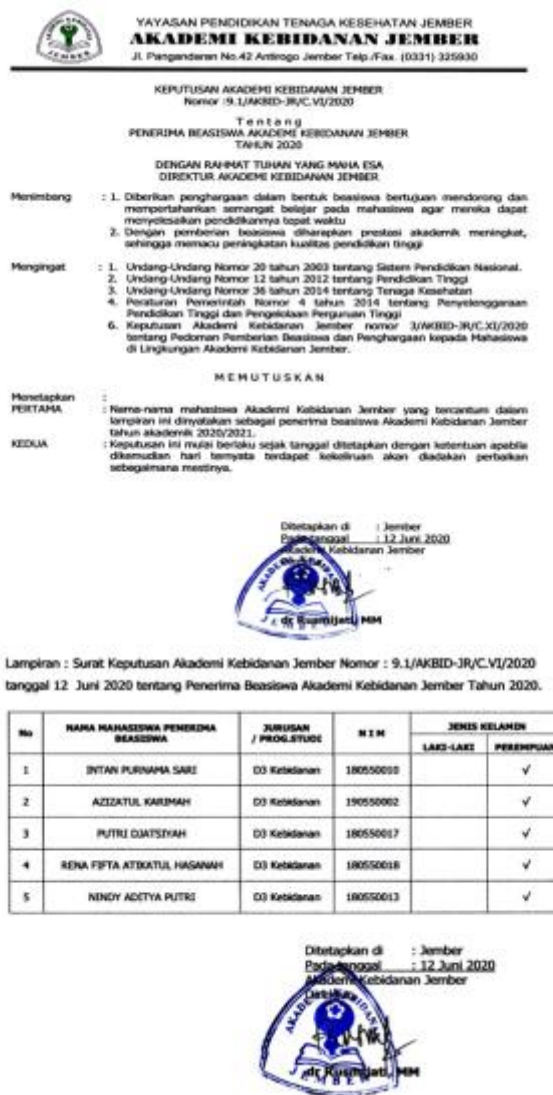 YAYASAN PENDIDIKAN TENAGA KESEHATAN JEMBER
AKADEMI KEBIDANAN JEMBER
Jl. Pangandaran No.42 Antirogo Jember Telp./Fax. (0331) 325930
KEPUTUSAN AKADEMI KEBIDANAN JEMBER
Nomor :9.1/AKBID-JR/C.VI/2020
T e n t a n g
PENERIMA BEASISWA AKADEMI KEBIDANAN JEMBER
TAHUN 2020
DENGAN RAHMAT TUHAN YANG MAHA ESA
DIREKTUR AKADEMI KEBIDANAN JEMBER
Menimbang : 1. Diberikan penghargaan dalam bentuk beasiswa bertujuan mendorong dan
mempertahankan semangat belajar pada mahasiswa agar mereka dapat
menyelesaikan pendidikannya tepat waktu
2. Dengan pemberian beasiswa diharapkan prestasi akademik meningkat,
sehingga memacu peningkatan kualitas pendidikan tinggi
Mengingat : 1. Undang-Undang Nomor 20 tahun 2003 tentang Sistem Pendidikan Nasional.
2. Undang-Undang Nomor 12 tahun 2012 tentang Pendidikan Tinggi
3. Undang-Undang Nomor 36 tahun 2014 tentang Tenaga Kesehatan
4. Peraturan Pemerintah Nomor 4 tahun 2014 tentang Penyelenggaraan
Pendidikan Tinggi dan Pengelolaan Perguruan Tinggi
6. Keputusan Akademi Kebidanan Jember nomor 3/AKBID-JR/C.XI/2020
tentang Pedoman Pemberian Beasiswa dan Penghargaan kepada Mahasiswa
di Lingkungan Akademi Kebidanan Jember.
M E M U T U S K A N
Menetapkan :
PERTAMA : Nama-nama mahasiswa Akademi Kebidanan Jember yang tercantum dalam
lampiran ini dinyatakan sebagai penerima beasiswa Akademi Kebidanan Jember
tahun akademik 2020/2021.
KEDUA : Keputusan ini mulai berlaku sejak tanggal ditetapkan dengan ketentuan apabila
dikemudian hari ternyata terdapat kekeliruan akan diadakan perbaikan
sebagaimana mestinya.
Ditetapkan di : Jember
Pada tanggal : 12 Juni 2020
Akademi Kebidanan Jember
dr Rusmijati, MM
Lampiran : Surat Keputusan Akademi Kebidanan Jember Nomor : 9.1/AKBID-JR/C.VI/2020
tanggal 12 Juni 2020 tentang Penerima Beasiswa Akademi Kebidanan Jember Tahun 2020.
No NAMA MAHASISWA PENERIMA BEASISWA JURUSAN / PROG.STUDI N I M JENIS KELAMIN
LAKI-LAKI PEREMPUAN
1 INTAN PURNAMA SARI D3 Kebidanan 180550010 √
2 AZIZATUL KARIMAH D3 Kebidanan 190550002 √
3 PUTRI DJATSIYAH D3 Kebidanan 180550017 √
4 RENA FIFTA ATIKATUL HASANAH D3 Kebidanan 180550018 √
5 NINDY ADITYA PUTRI D3 Kebidanan 180550013 √
Ditetapkan di : Jember
Pada tanggal : 12 Juni 2020
Akademi Kebidanan Jember
dr Rusmijati, MM